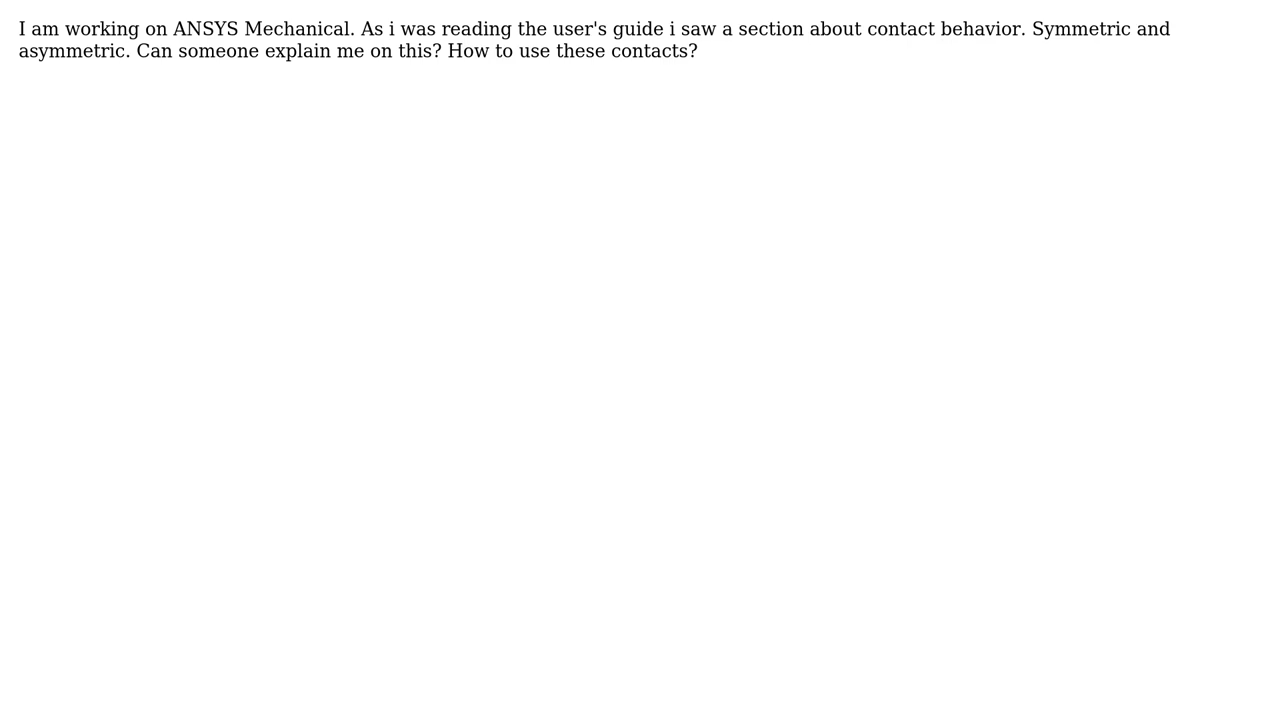 I am working on ANSYS Mechanical. As i was reading the user's guide i saw a section about contact behavior. Symmetric and
asymmetric. Can someone explain me on this? How to use these contacts?